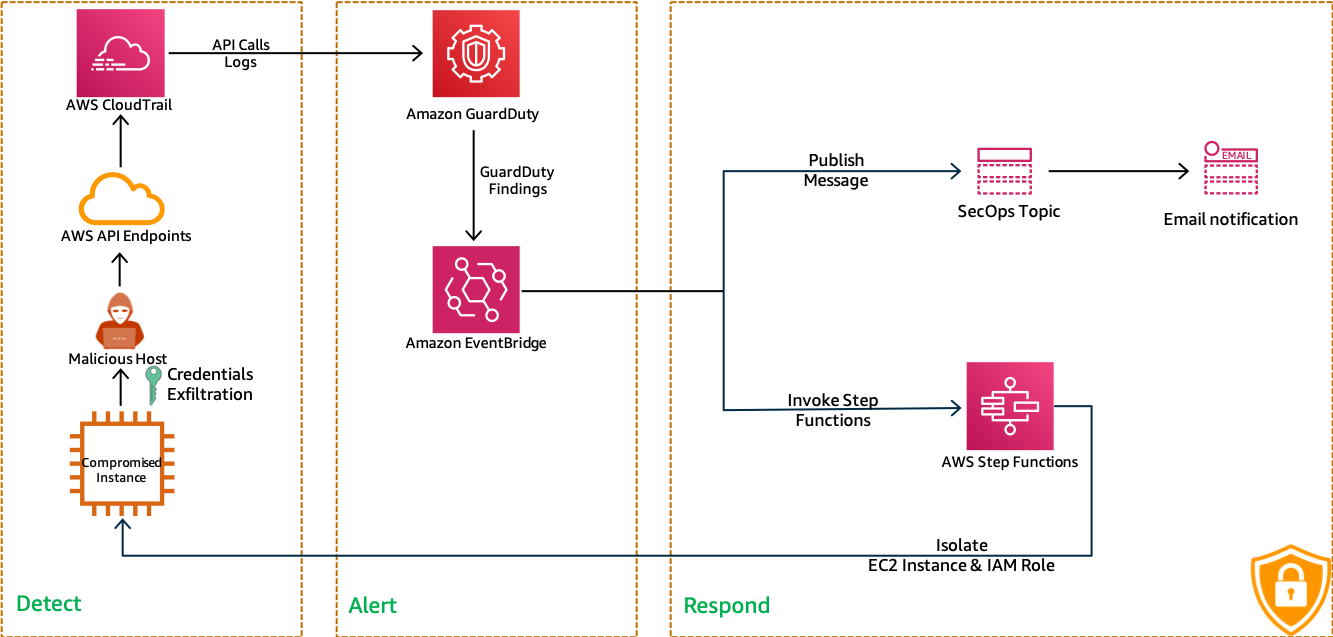 API Calls
Logs
AWS CloudTrail
AWS API Endpoints
Malicious Host
Credentials
Exfiltration
Compromised
Instance
Detect
Amazon GuardDuty
GuardDuty
Findings
Amazon EventBridge
Alert
Publish
Message
SecOps Topic
EMAIL
Email notification
Invoke Step
Functions
AWS Step Functions
Isolate
EC2 Instance & IAM Role
Respond